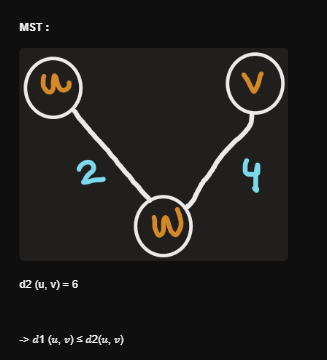 MST :
u
v
2
4
w
d2 (u, v) = 6
-> d1 (u, v) ≤ d2(u, v)